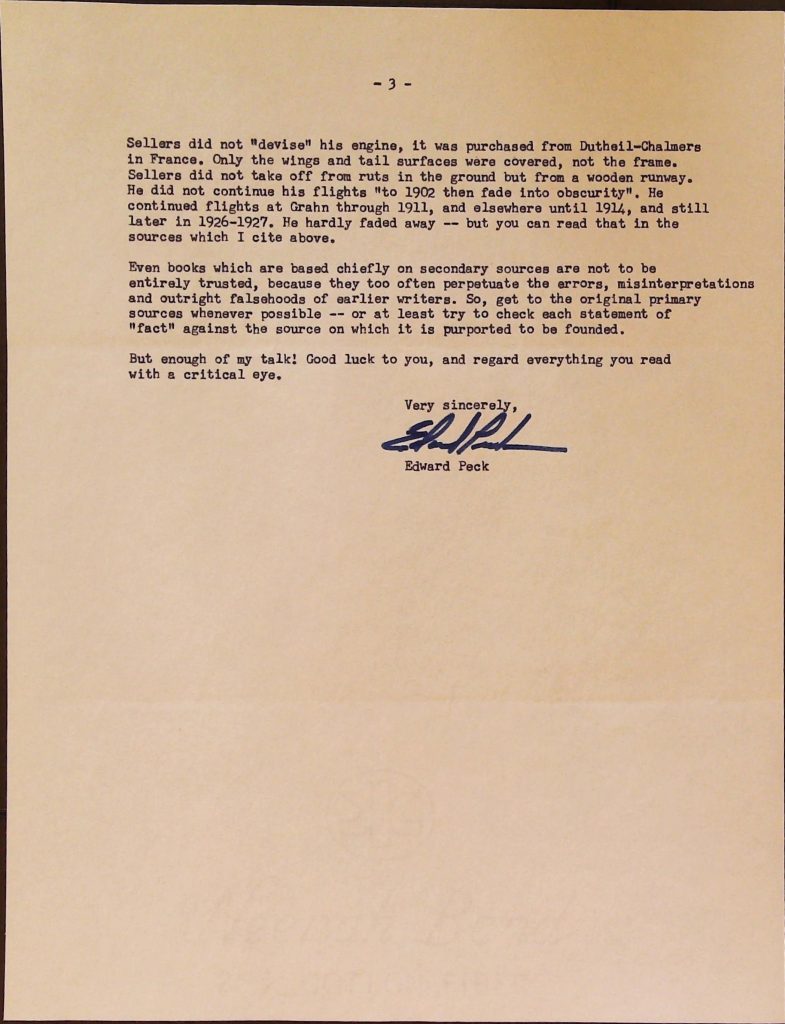 - 3 -
Sellers did not "devise" his engine, it was purchased from Dutheil-Chalmers
in France. Only the wings and tail surfaces were covered, not the frame.
Sellers did not take off from ruts in the ground but from a wooden runway.
He did not continue his flights "to 1902 then fade into obscurity". He
continued flights at Grahn through 1911, and elsewhere until 1914, and still
later in 1926-1927. He hardly faded away -- but you can read that in the
sources which I cite above.
Even books which are based chiefly on secondary sources are not to be
entirely trusted, because they too often perpetuate the errors, misinterpretations
and outright falsehoods of earlier writers. So, get to the original primary
sources whenever possible -- or at least try to check each statement of
"fact" against the source on which it is purported to be founded.
But enough of my talk! Good luck to you, and regard everything you read
with a critical eye.
Very sincerely,
Edward Peck
Edward Peck